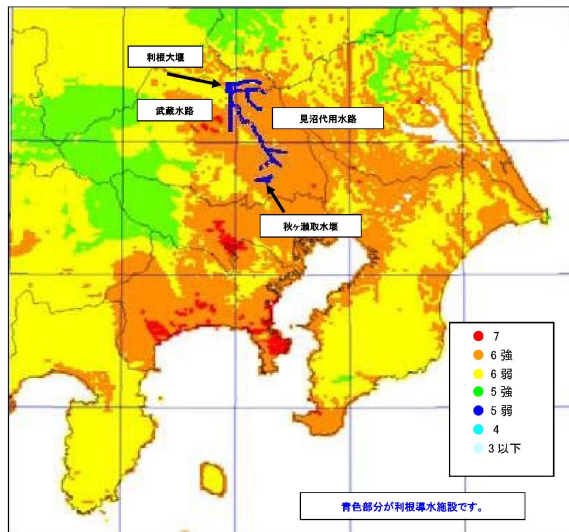 利根大堰
武蔵水路
見沼代用水路
秋ヶ瀬取水堰
7
6 強
6 弱
5 強
5 弱
4
3 以下
青色部分が利根導水施設です。